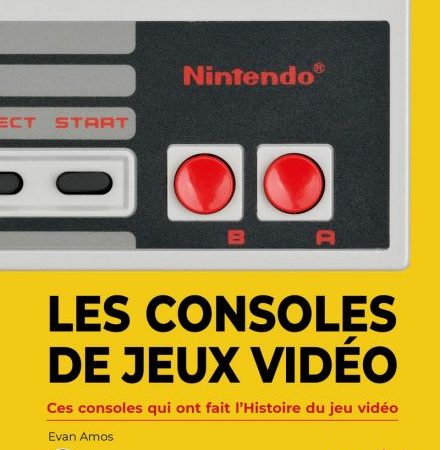 Nintendo®
ECT START
B A
LES CONSOLES
DE JEUX VIDÉO
Ces consoles qui ont fait l'Histoire du jeu vidéo
Evan Amos